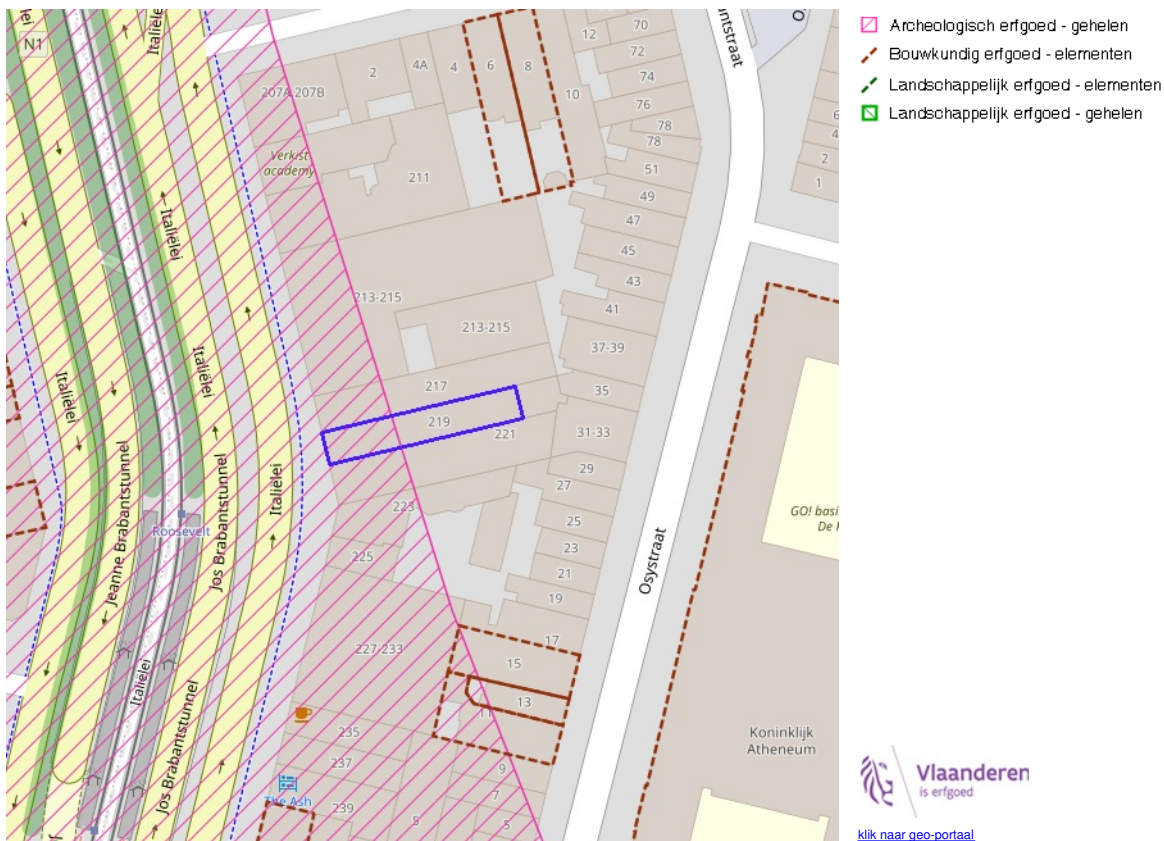 Italiëlei
Italiëlei
N1
untstraat
12
70
72
74
76
78
78
2
4A
4
6
8
10
207A 207B
Verkist
academy
211
51
49
47
45
43
41
37-39
35
31-33
29
27
25
23
21
19
17
15
13
11
9
7
5
5
2
1
Italiëlei
Italiëlei
Italiëlei
213-215
213-215
217
219
221
223
225
227-233
235
237
239
Jeanne Brabantstunnel
Jos Brabantstunnel
Italiëlei
Roosevelt
Italiëlei
Jos Brabantstunnel
The Ash
Osystraat
GO! basi
Koninklijk
Atheneum
Archeologisch erfgoed - gehelen
Bouwkundig erfgoed - elementen
Landschappelijk erfgoed - elementen
Landschappelijk erfgoed - gehelen
Vlaanderen
is erfgoed
klik naar geo-portaal